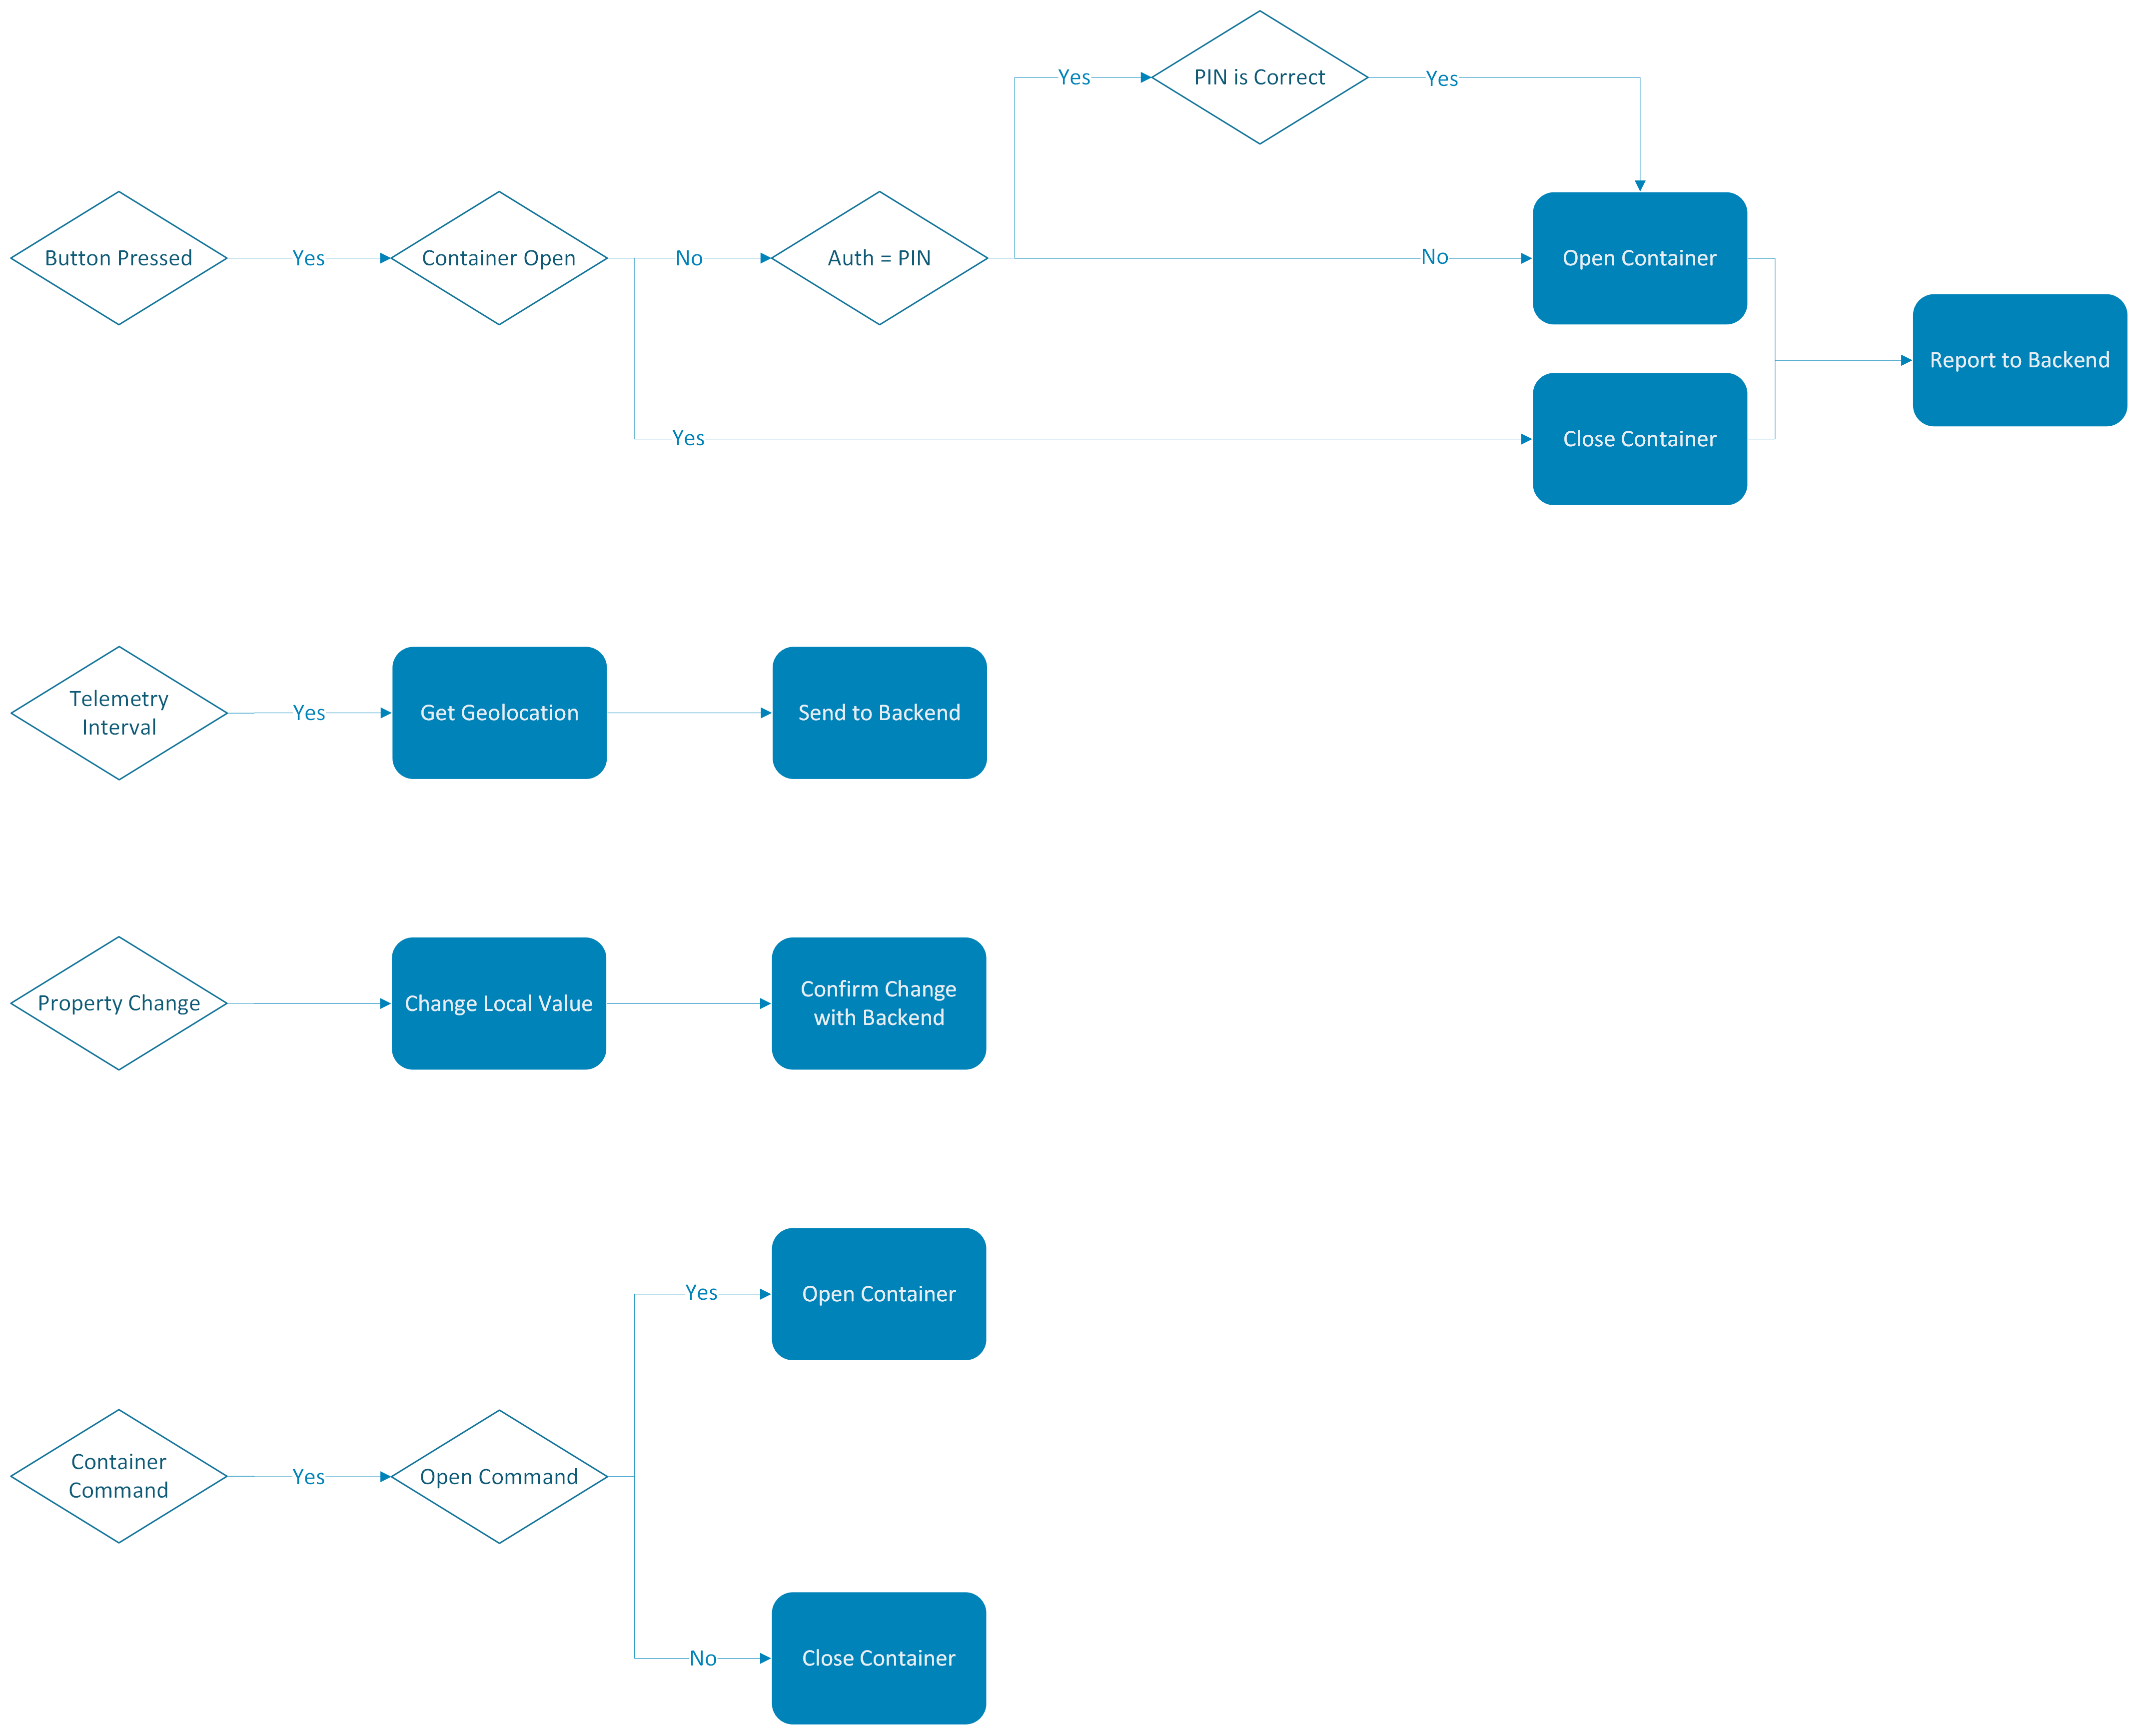 Yes
PIN is Correct
Yes
Button Pressed
Yes
Container Open
No
Auth = PIN
No
Open Container
Report to Backend
Yes
Close Container
Telemetry
Interval
Yes
Get Geolocation
Send to Backend
Property Change
Change Local Value
Confirm Change
with Backend
Yes
Open Container
Container
Command
Yes
Open Command
No
Close Container